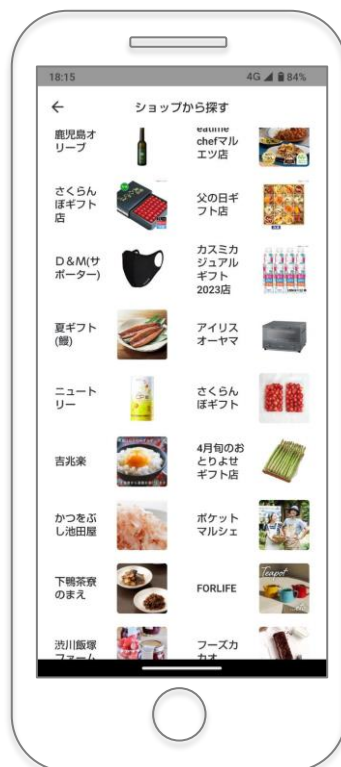 18:15
4G 84%
ショップから探す
鹿児島オ
リーブ
chefマル
エツ店
さくらん
ぼギフト
店
父の日ギ
フト店
D&M(サ
ポーター)
カスミカ
ジュアル
ギフト
2023店
夏ギフト
(鰻)
アイリス
オーヤマ
ニュート
リー
さくらん
ぼギフト
吉兆楽
4月旬のお
とりよせ
ギフト店
かつをぶ
し池田屋
ポケット
マルシェ
下鴨茶寮
のまえ
FORLIFE
Teapot
渋川飯塚
ファーム
フーズカ
カオ